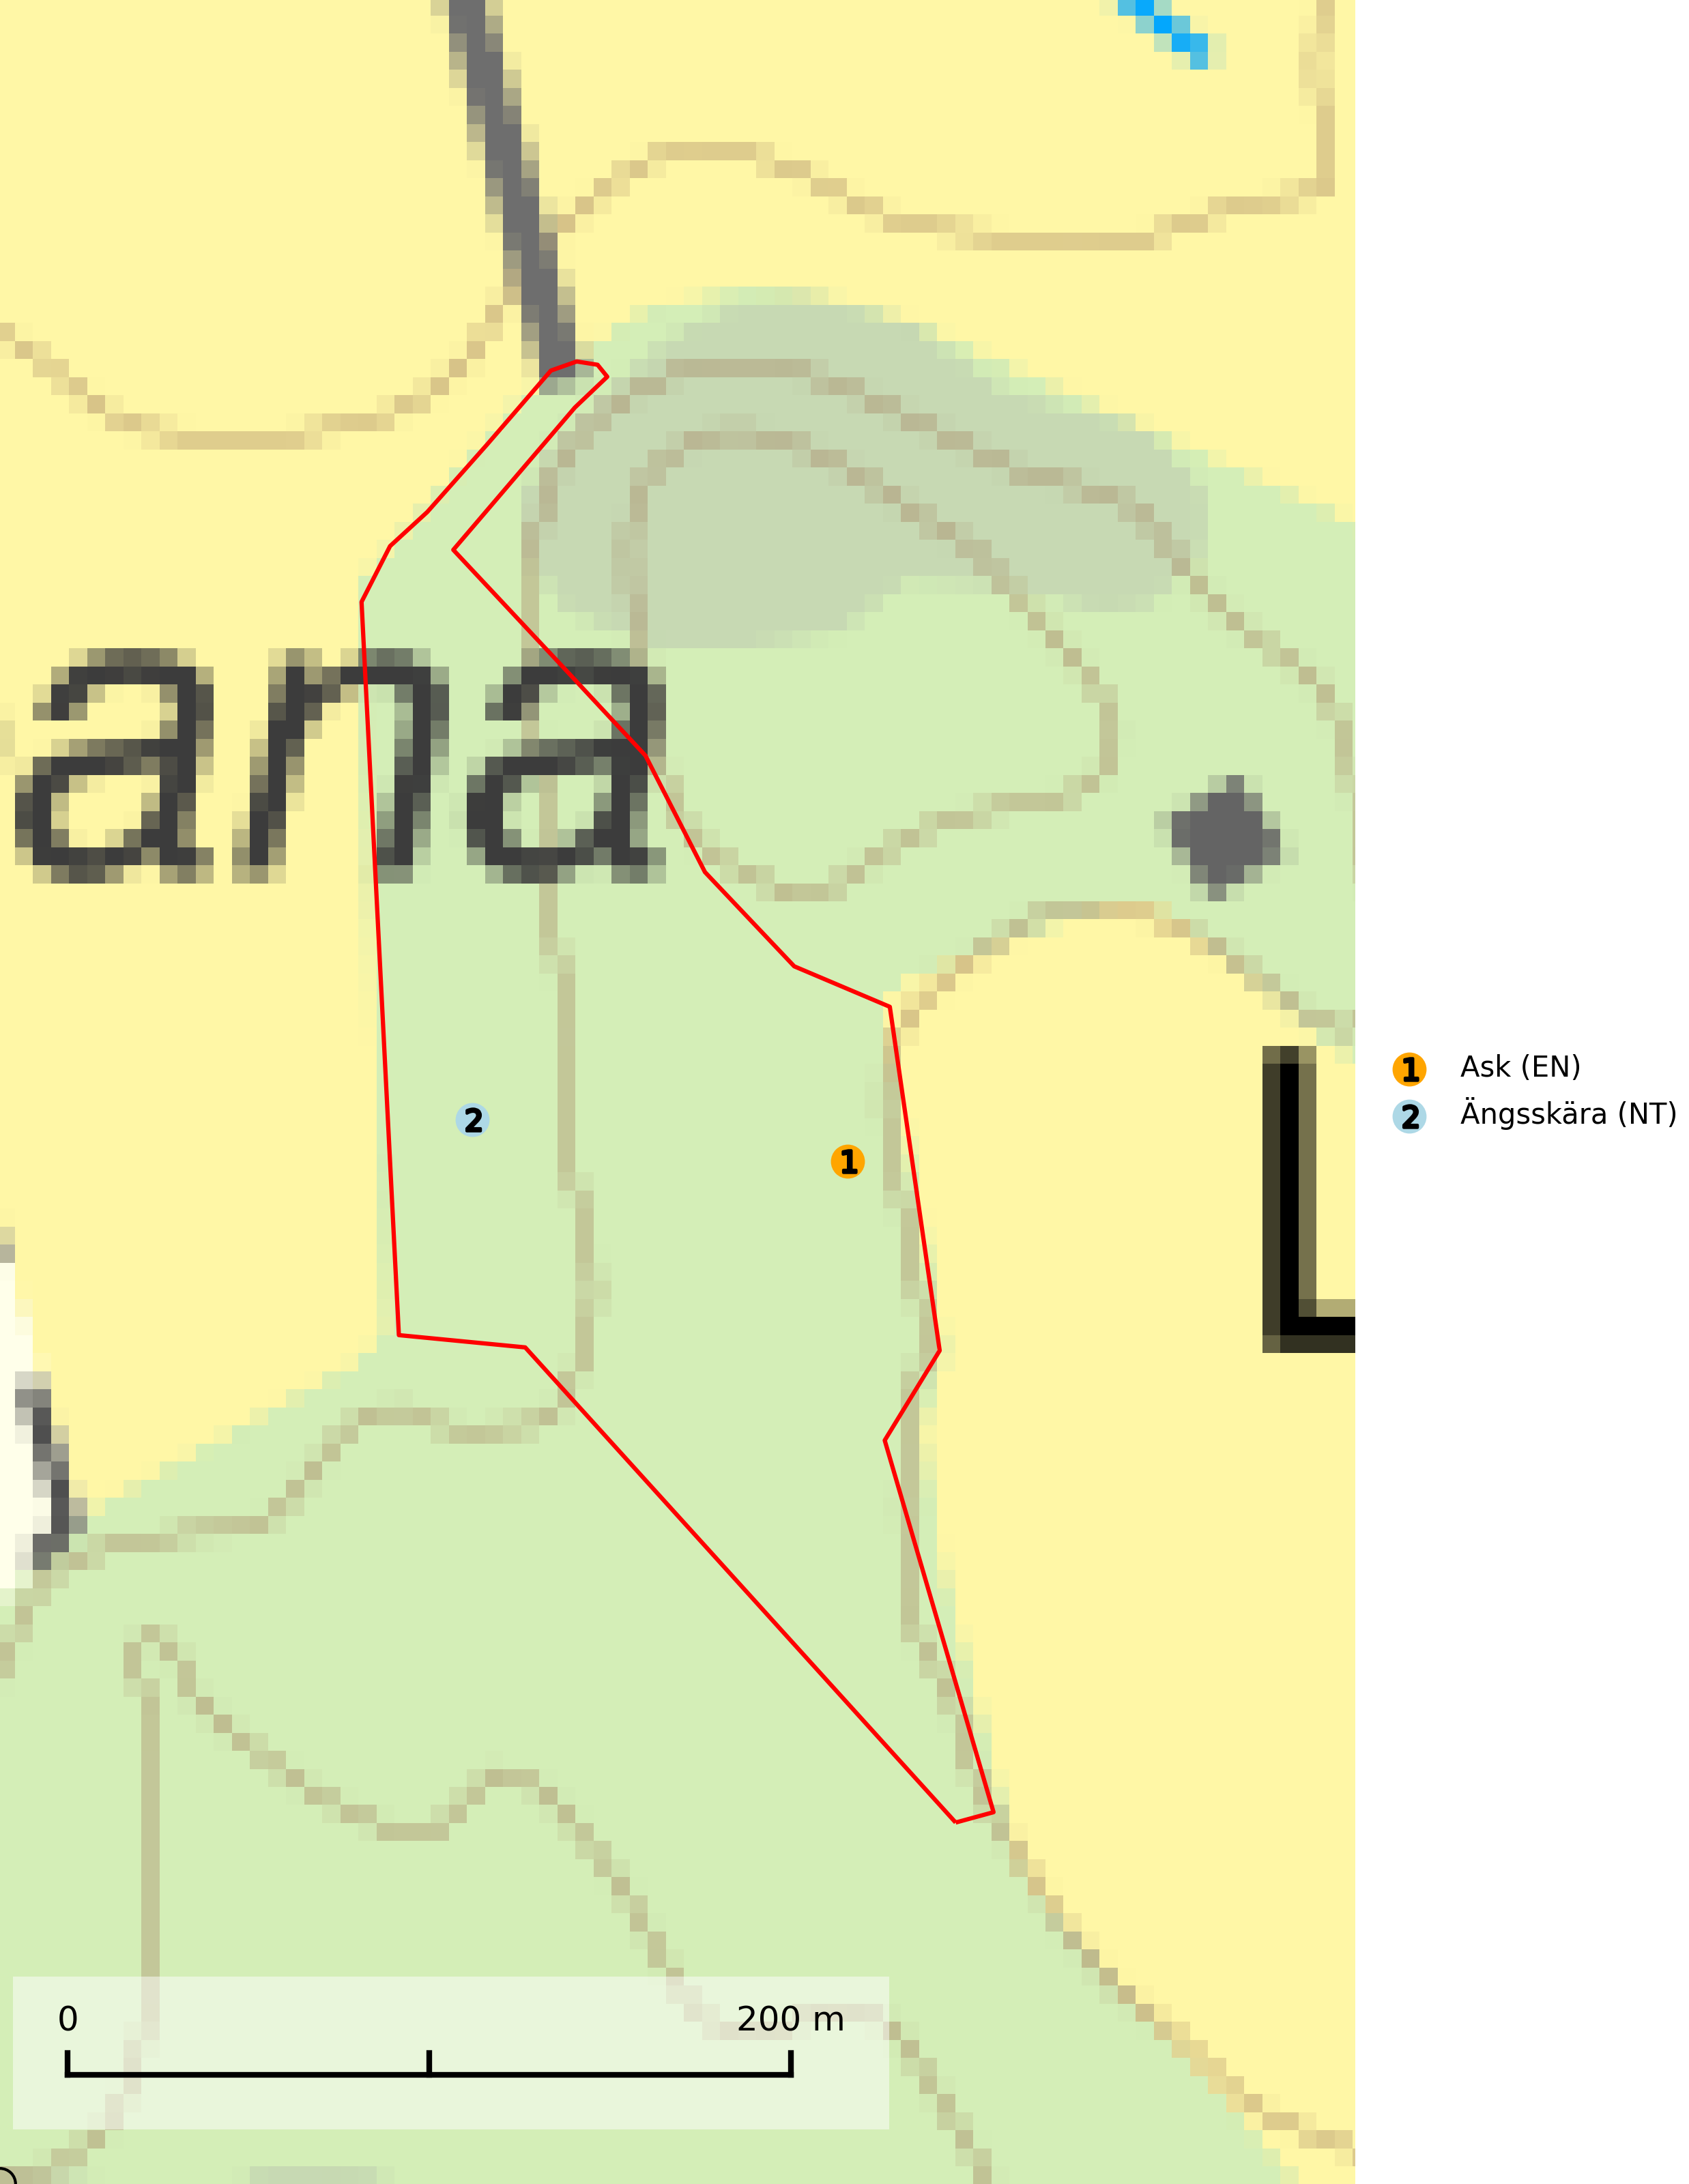 ana
2
1
L
1 Ask (EN)
2 Ängsskära (NT)
0 200 m